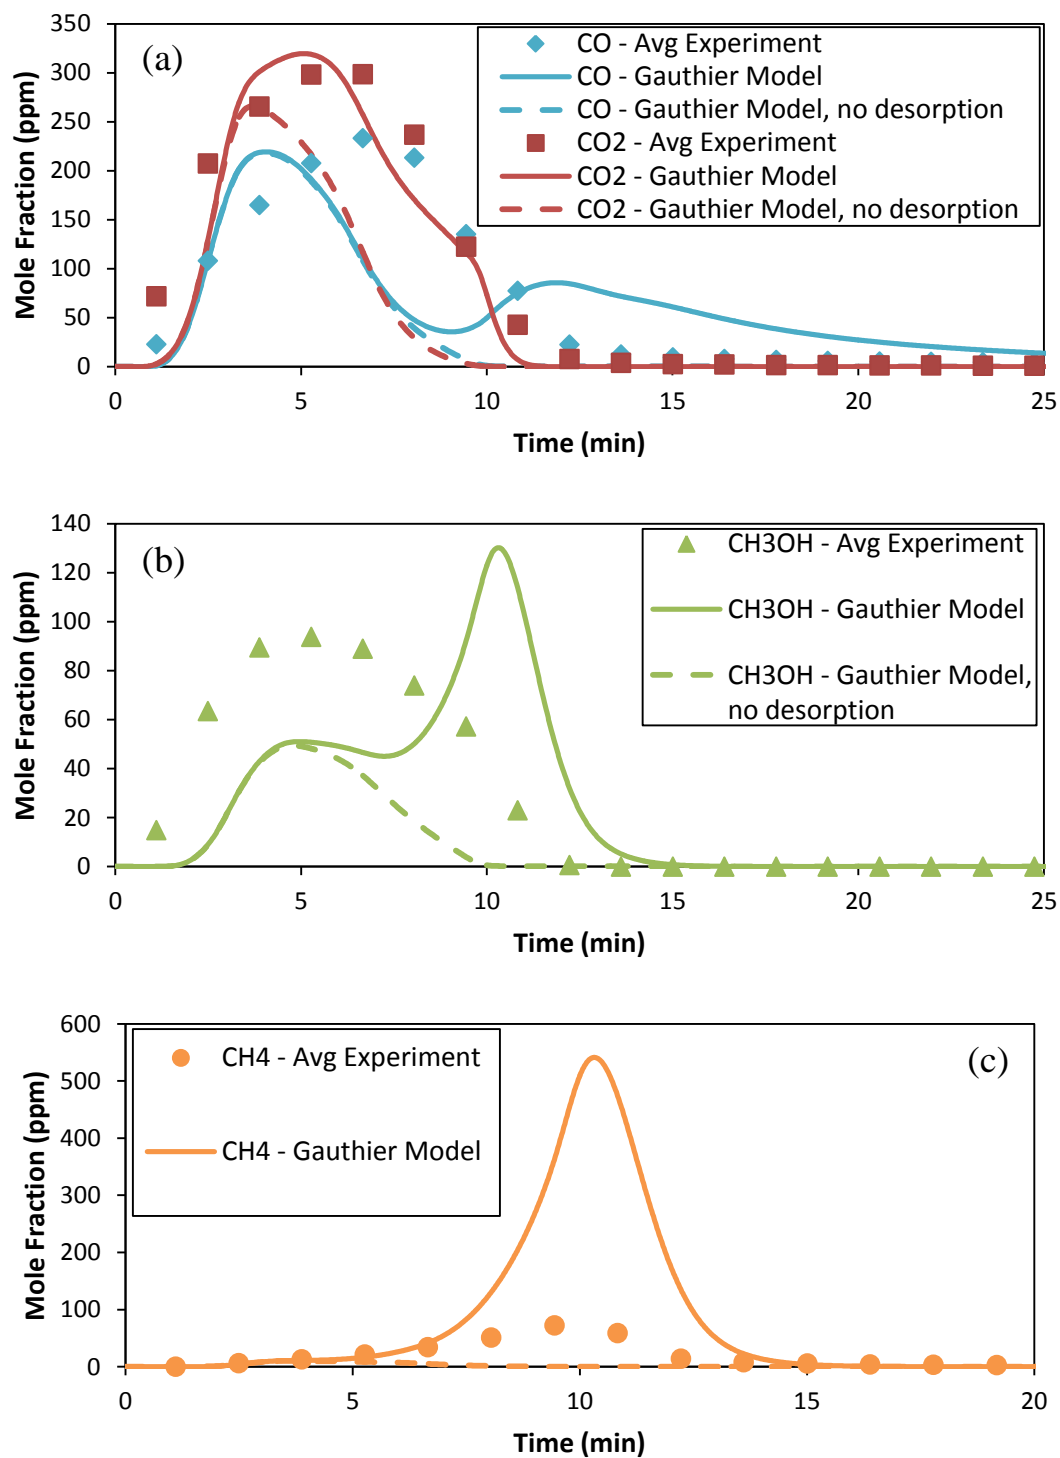 350
300
250
200
150
100
50
0
Mole Fraction (ppm)
(a)
CO - Avg Experiment
CO - Gauthier Model
CO - Gauthier Model, no desorption
CO2 - Avg Experiment
CO2 - Gauthier Model
CO2 - Gauthier Model, no desorption
0 5 10 15 20 25
Time (min)
140
120
100
80
60
40
20
0
Mole Fraction (ppm)
(b)
CH3OH - Avg Experiment
CH3OH - Gauthier Model
CH3OH - Gauthier Model,
no desorption
0 5 10 15 20 25
Time (min)
600
500
400
300
200
100
0
Mole Fraction (ppm)
CH4 - Avg Experiment
CH4 - Gauthier Model
(c)
0 5 10 15 20
Time (min)